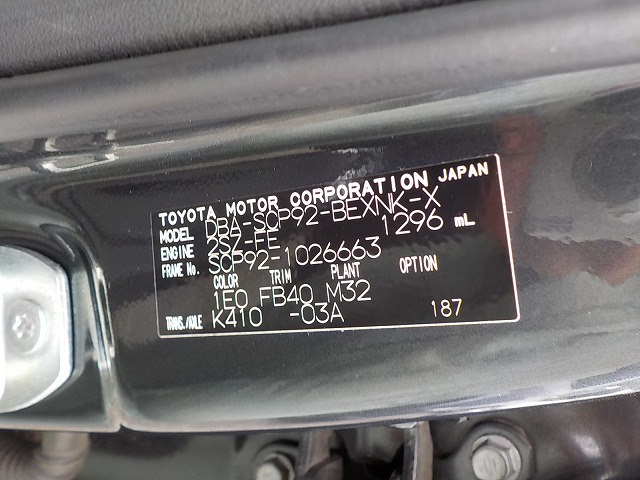 TOYOTA MOTOR CORPORATION JAPAN
MODEL DBA-SCP92-BEXNK-X
ENGINE 2SZ-FE 1296 mL
FRAME No. SCP92-1026663
COLOR TRIM PLANT OPTION
1E0 FB40 M32
TRANS./AXLE K410 -03A 187